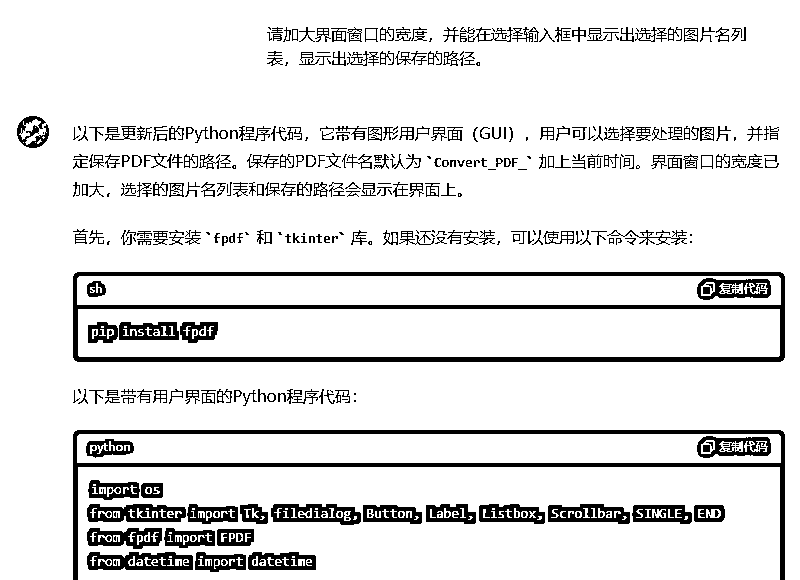 请加大界面窗口的宽度，并能在选择输入框中显示出选择的图片名列
表，显示出选择的保存的路径。
以下是更新后的Python程序代码，它带有图形用户界面（GUI），用户可以选择要处理的图片，并指
定保存PDF文件的路径。保存的PDF文件名默认为 `Convert_PDF_` 加上当前时间。界面窗口的宽度已
加大，选择的图片名列表和保存的路径会显示在界面上。
首先，你需要安装 `fpdf` 和 `tkinter` 库。如果还没有安装，可以使用以下命令来安装：
sh 复制代码
pip install fpdf
以下是带有用户界面的Python程序代码：
python 复制代码
import os
from tkinter import Tk, filedialog, Button, Label, Listbox, Scrollbar, SINGLE, END
from fpdf import FPDF
from datetime import datetime